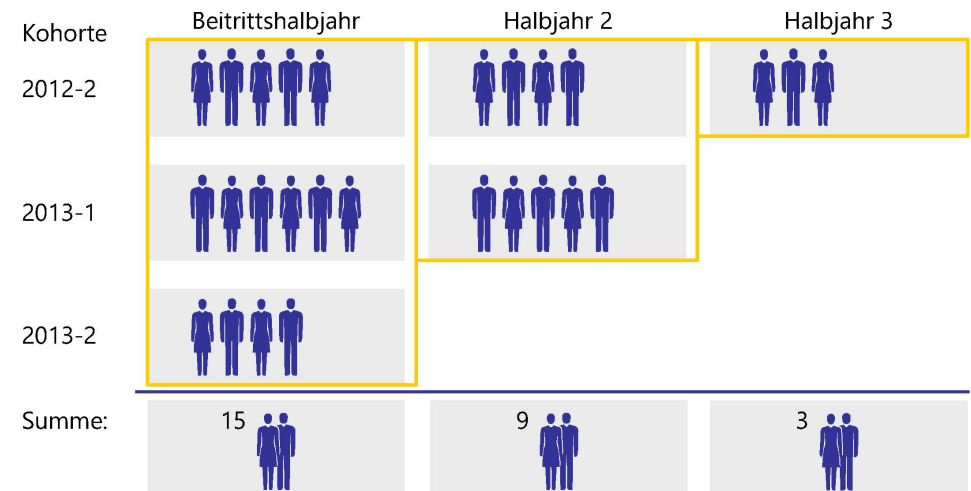 Kohorte
Beitrittshalbjahr
Halbjahr 2
Halbjahr 3
2012-2
2013-1
2013-2
Summe:
15
9
3